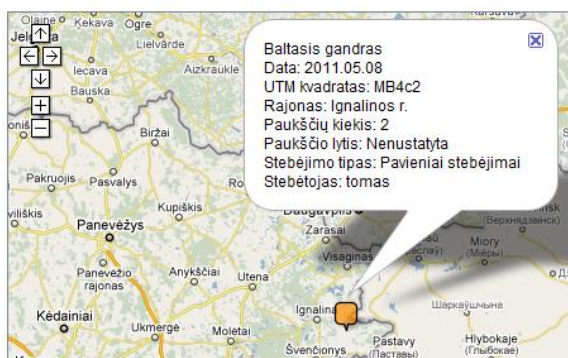 Baltasis gandras
Data: 2011.05.08
UTM kvadratas: MB4c2
Rajonas: Ignalinos r.
Paukščių kiekis: 2
Paukščio lytis: Nenustatyta
Stebėjimo tipas: Pavieniai stebėjimai
Stebėtojas: tomas
Olaine
Ķekava
Ogre
Lielvārde
Aizkraukle
Iecava
Bauska
Biržai
Pakruojis
Pasvalys
Kupiškis
Daugavpils
(Верхнядзвінск)
Panevėžys
Zarasai
Miory
(Міёры)
Visaginas
Panevėžio
rajonas
Anykščiai
Utena
Kėdainiai
Ignalina
Шаркаўшчына
Ukmergė
Molėtai
Švenčionys
Pastavy
(Паставы)
Hlybokaje
(Глыбокае)